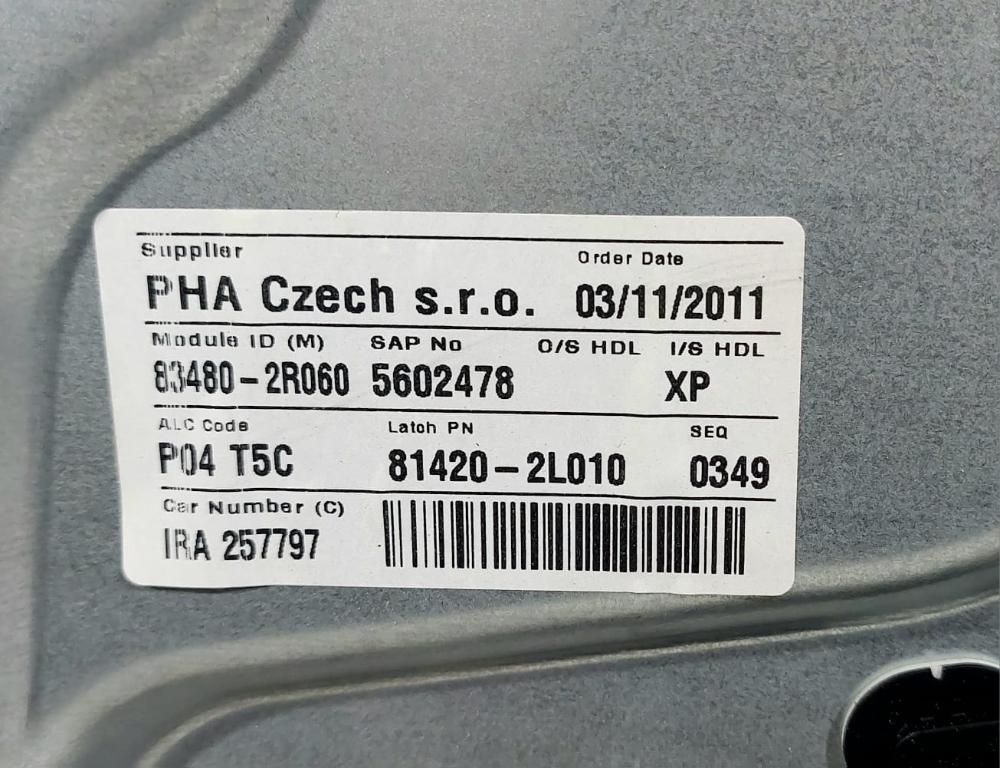 Supplier Order Date
PHA Czech s.r.o. 03/11/2011
Module ID (M) SAP No O/S HDL I/S HDL
83480-2R060 5602478 XP
ALC Code Latch PN SEQ
P04 T5C 81420-2L010 0349
Car Number (C)
IRA 257797